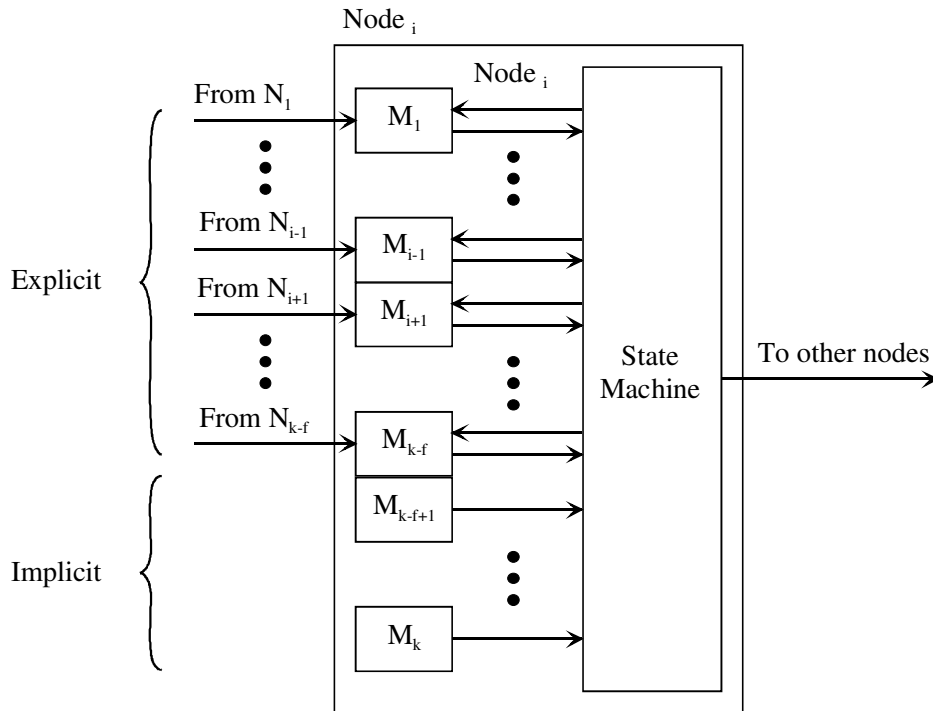 Node i
Node i
From N1
M1
From Ni-1
Mi-1
Explicit
From Ni+1
Mi+1
State
Machine
To other nodes
From Nk-f
Mk-f
Mk-f+1
Implicit
Mk